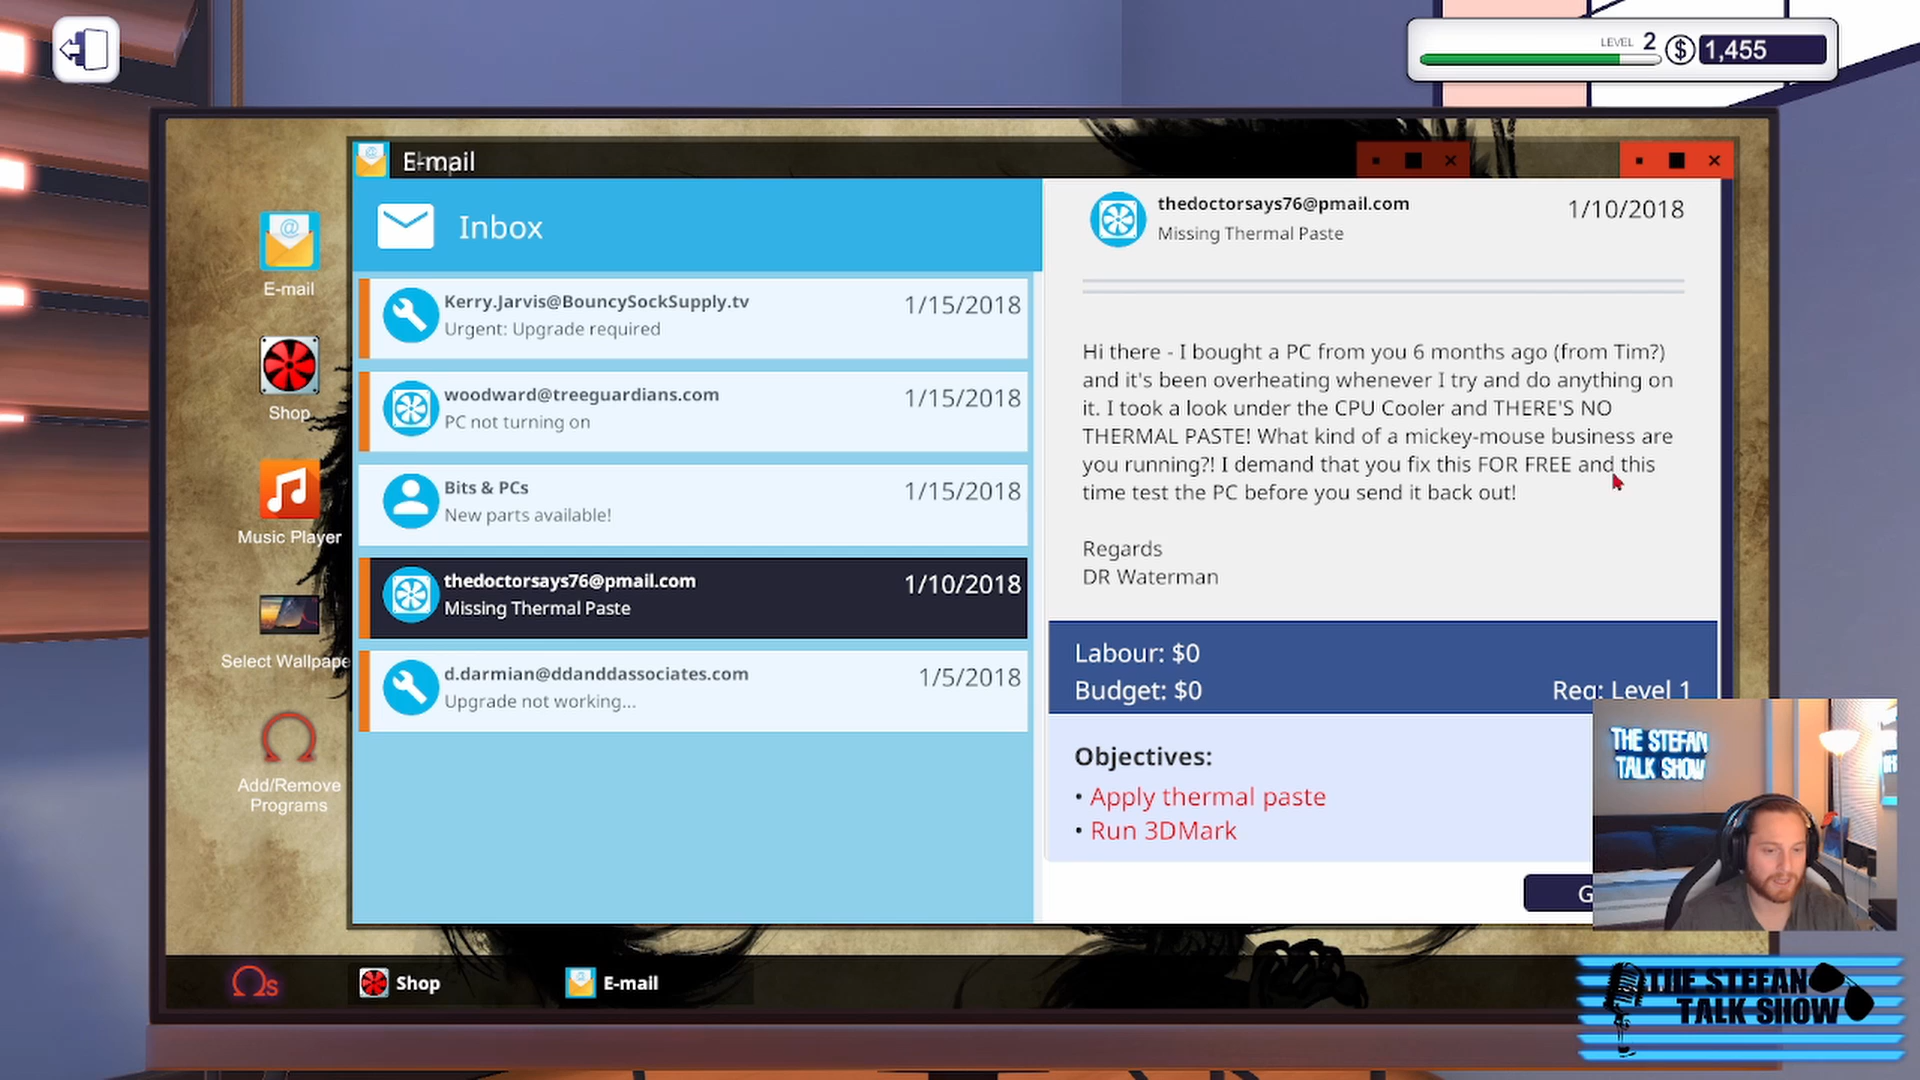 LEVEL 2
$ 1,455
E-mail
Inbox
Kerry.Jarvis@BouncySockSupply.tv
1/15/2018
Urgent: Upgrade required
woodward@treeguardians.com
1/15/2018
PC not turning on
Bits & PCs
1/15/2018
New parts available!
thedoctorsays76@pmail.com
1/10/2018
Missing Thermal Paste
d.darmian@ddanddassociates.com
1/5/2018
Upgrade not working...
thedoctorsays76@pmail.com
1/10/2018
Missing Thermal Paste
Hi there - I bought a PC from you 6 months ago (from Tim?)
and it's been overheating whenever I try and do anything on
it. I took a look under the CPU Cooler and THERE'S NO
THERMAL PASTE! What kind of a mickey-mouse business are
you running?! I demand that you fix this FOR FREE and this
time test the PC before you send it back out!
Regards
DR Waterman
Labour: $0
Budget: $0
Req: Level 1
Objectives:
• Apply thermal paste
• Run 3DMark
E-mail
Shop
Music Player
Select Wallpape
Add/Remove
Programs
Ωs
Shop
E-mail
THE STEFAN
TALK SHOW
THE STEFAN
TALK SHOW